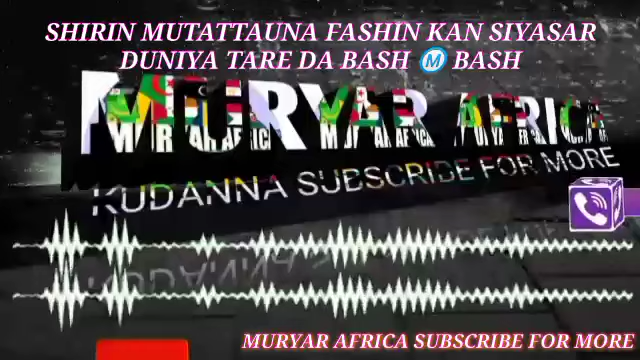 SHIRIN MUTATTAUNA FASHIN KAN SIYASAR
DUNIYA TARE DA BASH M BASH
MURYAR AFRICA
KUDANNA SUBSCRIBE FOR MORE
MURYAR AFRICA SUBSCRIBE FOR MORE